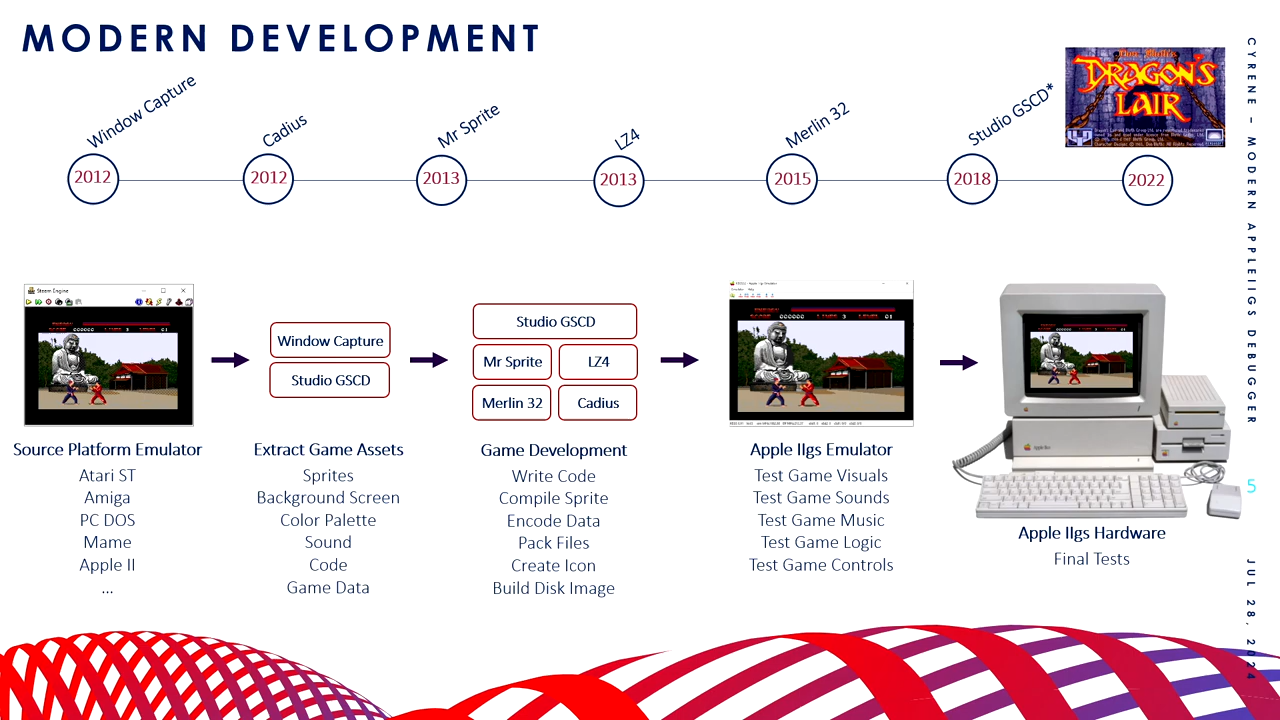 MODERN DEVELOPMENT
Window Capture
Cadius
Mr Sprite
LZ4
Merlin 32
Studio GSCD*
DRAGON'S
LAIR
2012
2012
2013
2013
2015
2018
2022
Window Capture
Studio GSCD
Studio GSCD
Mr Sprite
LZ4
Merlin 32
Cadius
Source Platform Emulator
Atari ST
Amiga
PC DOS
Mame
Apple II
...
Extract Game Assets
Sprites
Background Screen
Color Palette
Sound
Code
Game Data
Game Development
Write Code
Compile Sprite
Encode Data
Pack Files
Create Icon
Build Disk Image
Apple IIgs Emulator
Test Game Visuals
Test Game Sounds
Test Game Music
Test Game Logic
Test Game Controls
Apple IIgs Hardware
Final Tests
CYRENE – MODERN APPLEIIGS DEBUGGER
5
JUL 28, 2024